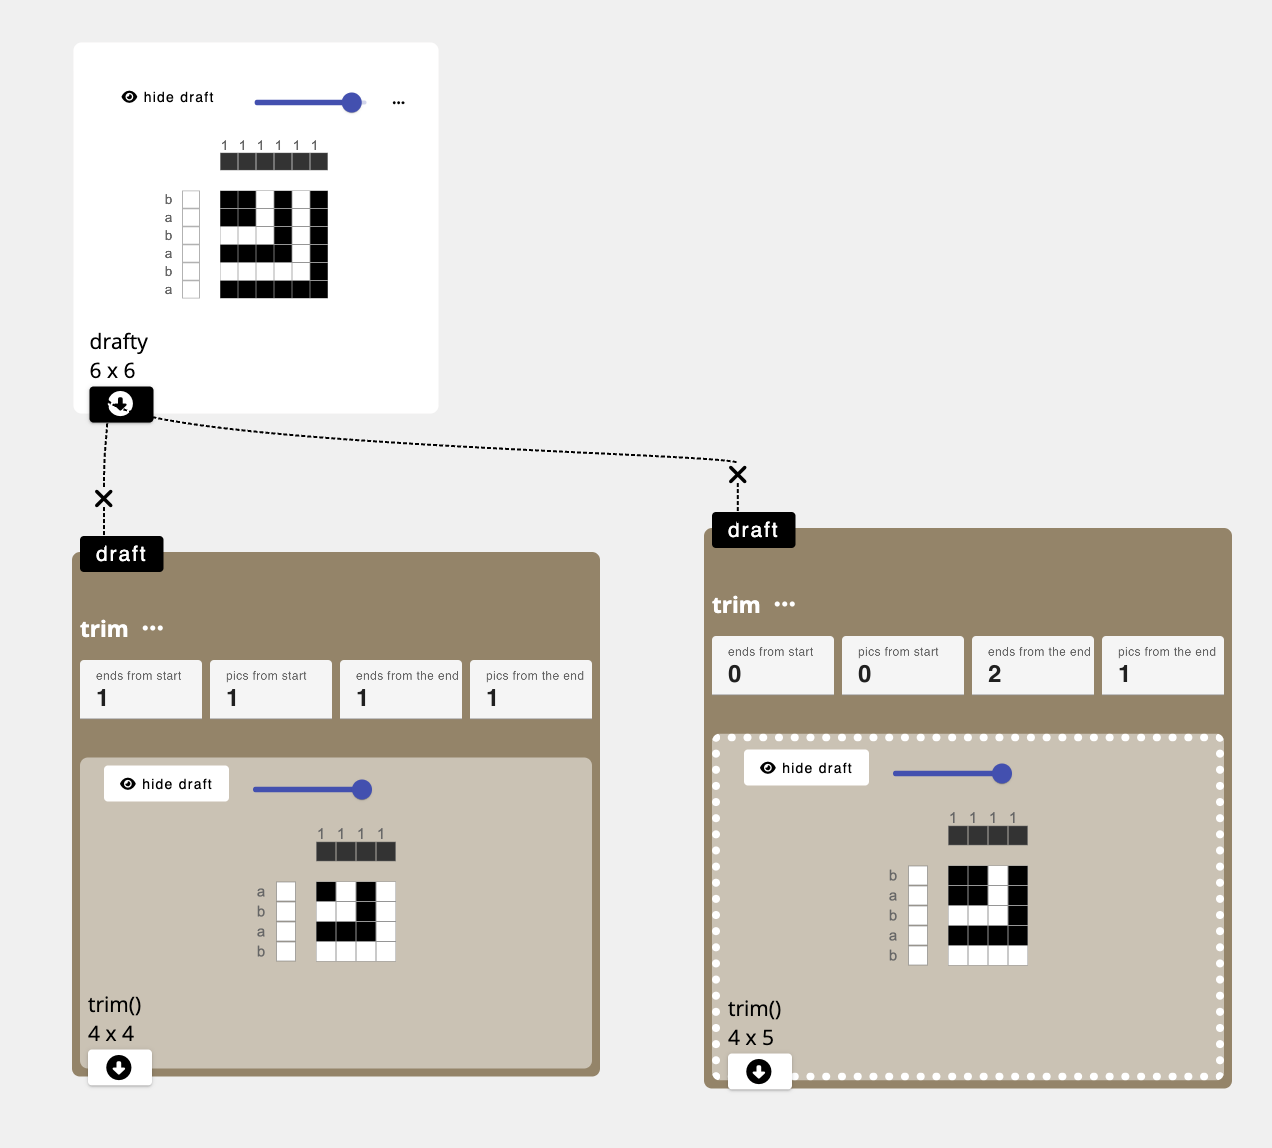 hide draft
1 1 1 1 1 1
b
a
b
a
b
a
drafty
6 x 6
draft
trim
ends from start
1
pics from start
1
ends from the end
1
pics from the end
1
hide draft
1 1 1 1
a
b
a
b
trim()
4 x 4
draft
trim
ends from start
0
pics from start
0
ends from the end
2
pics from the end
1
hide draft
1 1 1 1
b
a
b
a
b
trim()
4 x 5